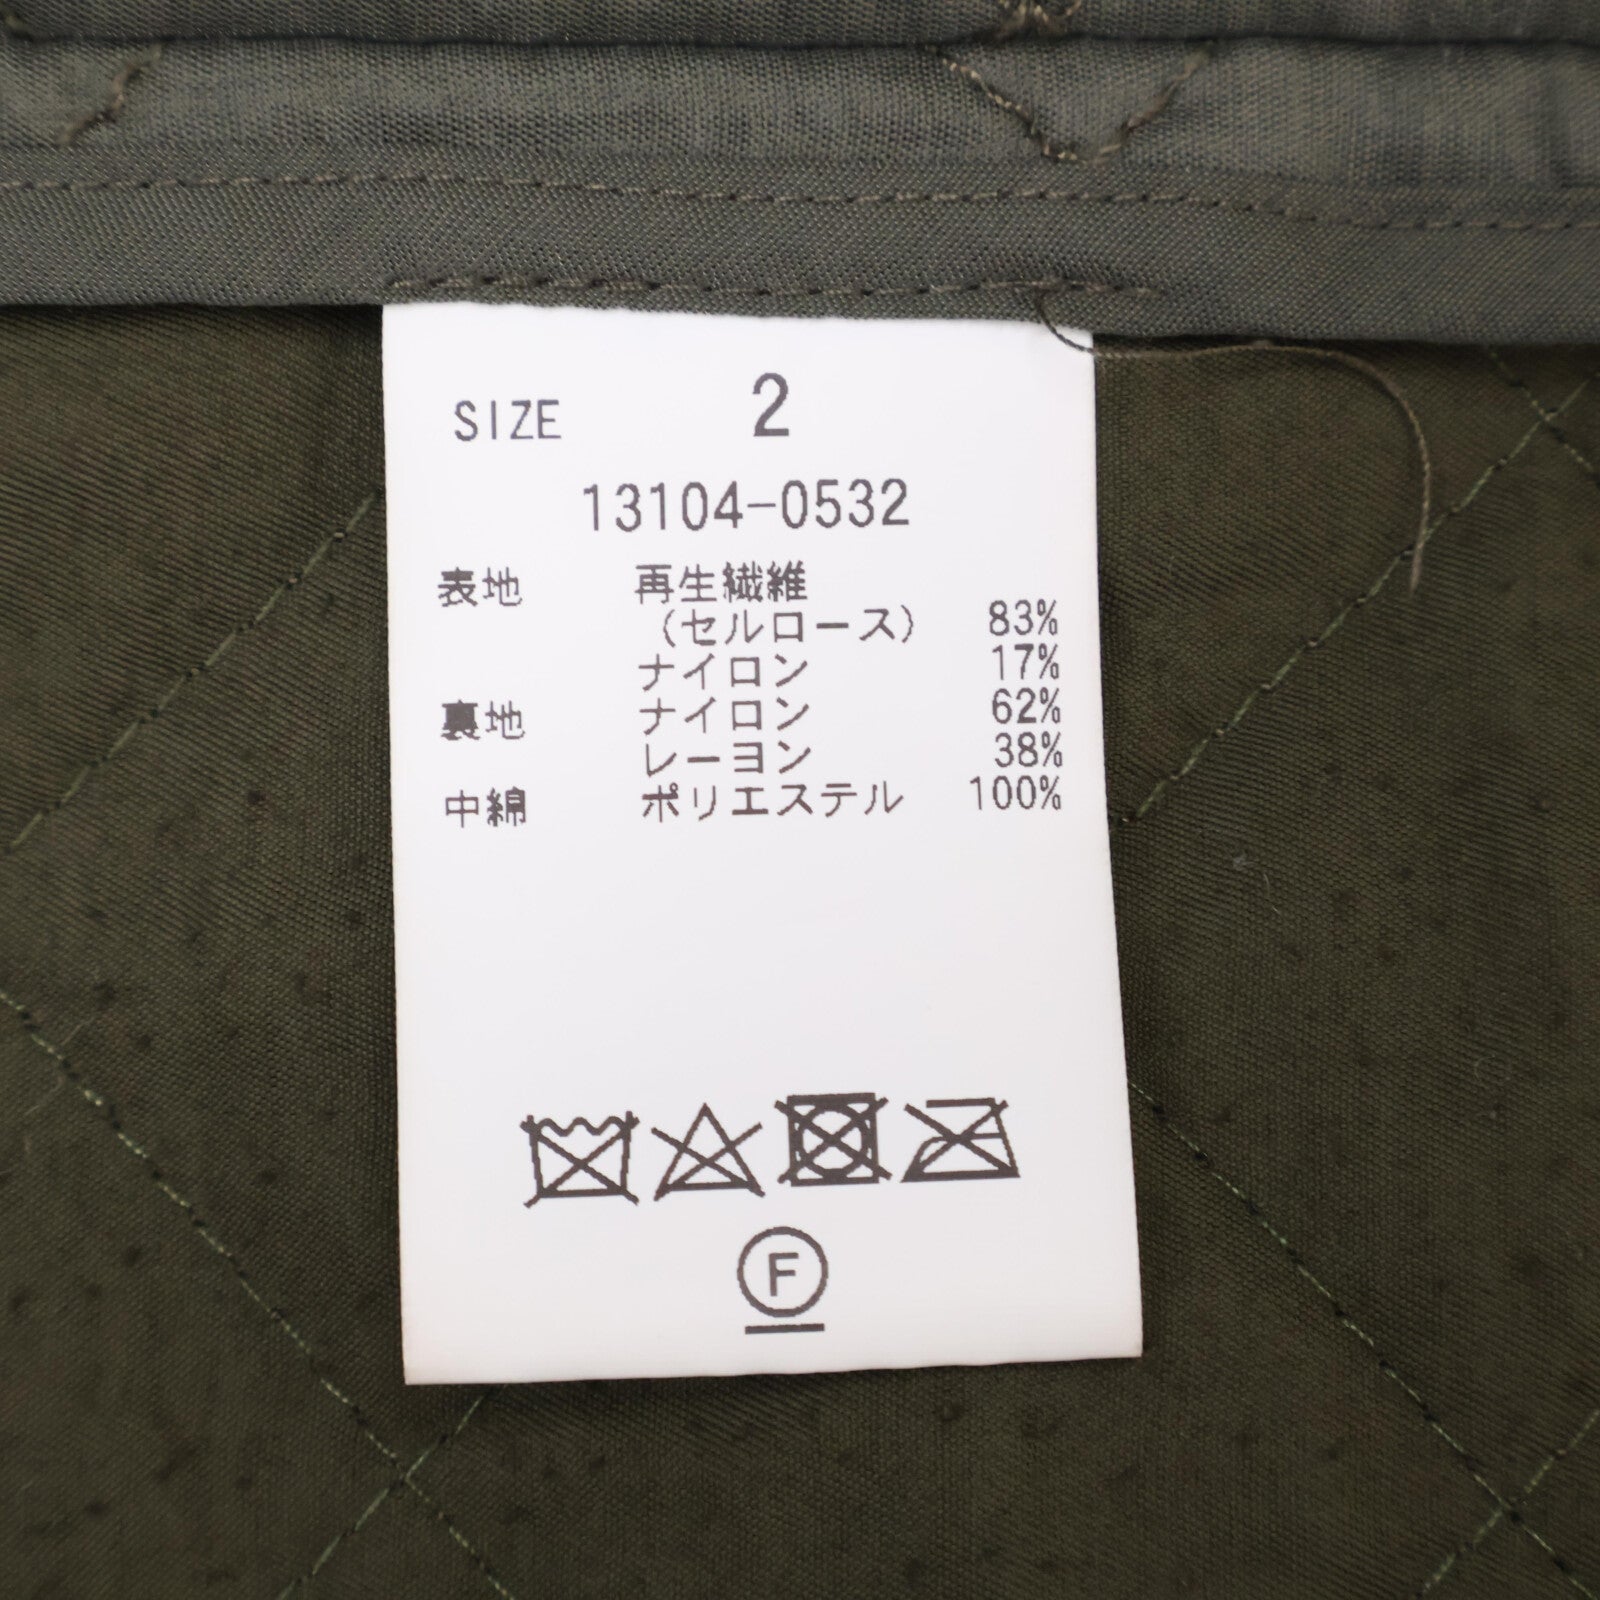 SIZE 2
13104-0532
表地 再生繊維
(セルロース) 83%
ナイロン 17%
裏地 ナイロン 62%
レーヨン 38%
中綿 ポリエステル 100%
F